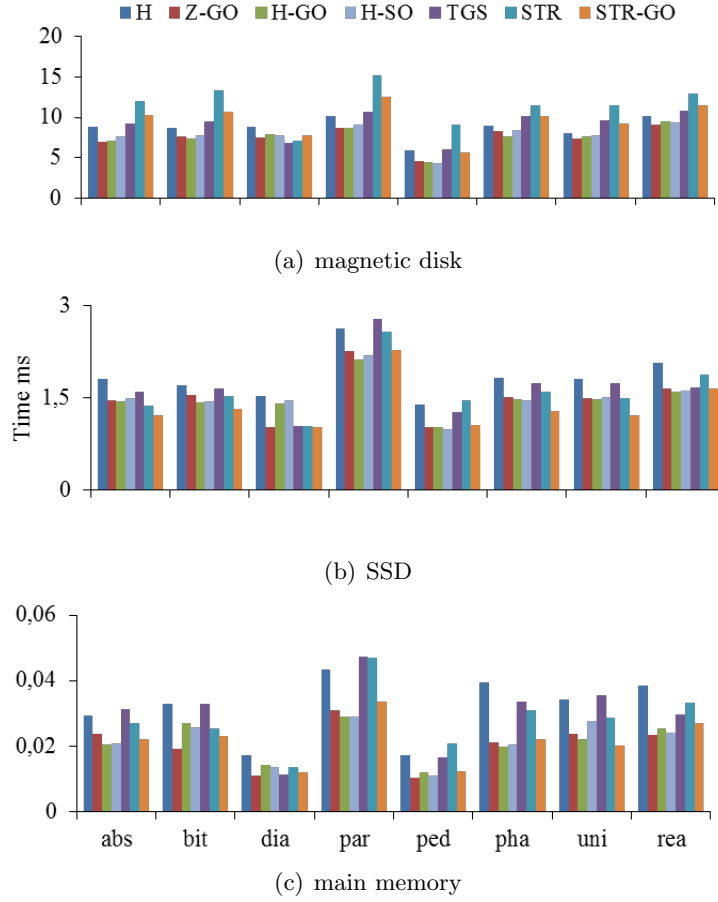 H Z-GO H-GO H-SO TGS STR STR-GO
20
15
10
5
0
(a) magnetic disk
3
1,5
0
Time ms
(b) SSD
0,06
0,04
0,02
0
abs bit dia par ped pha uni rea
(c) main memory